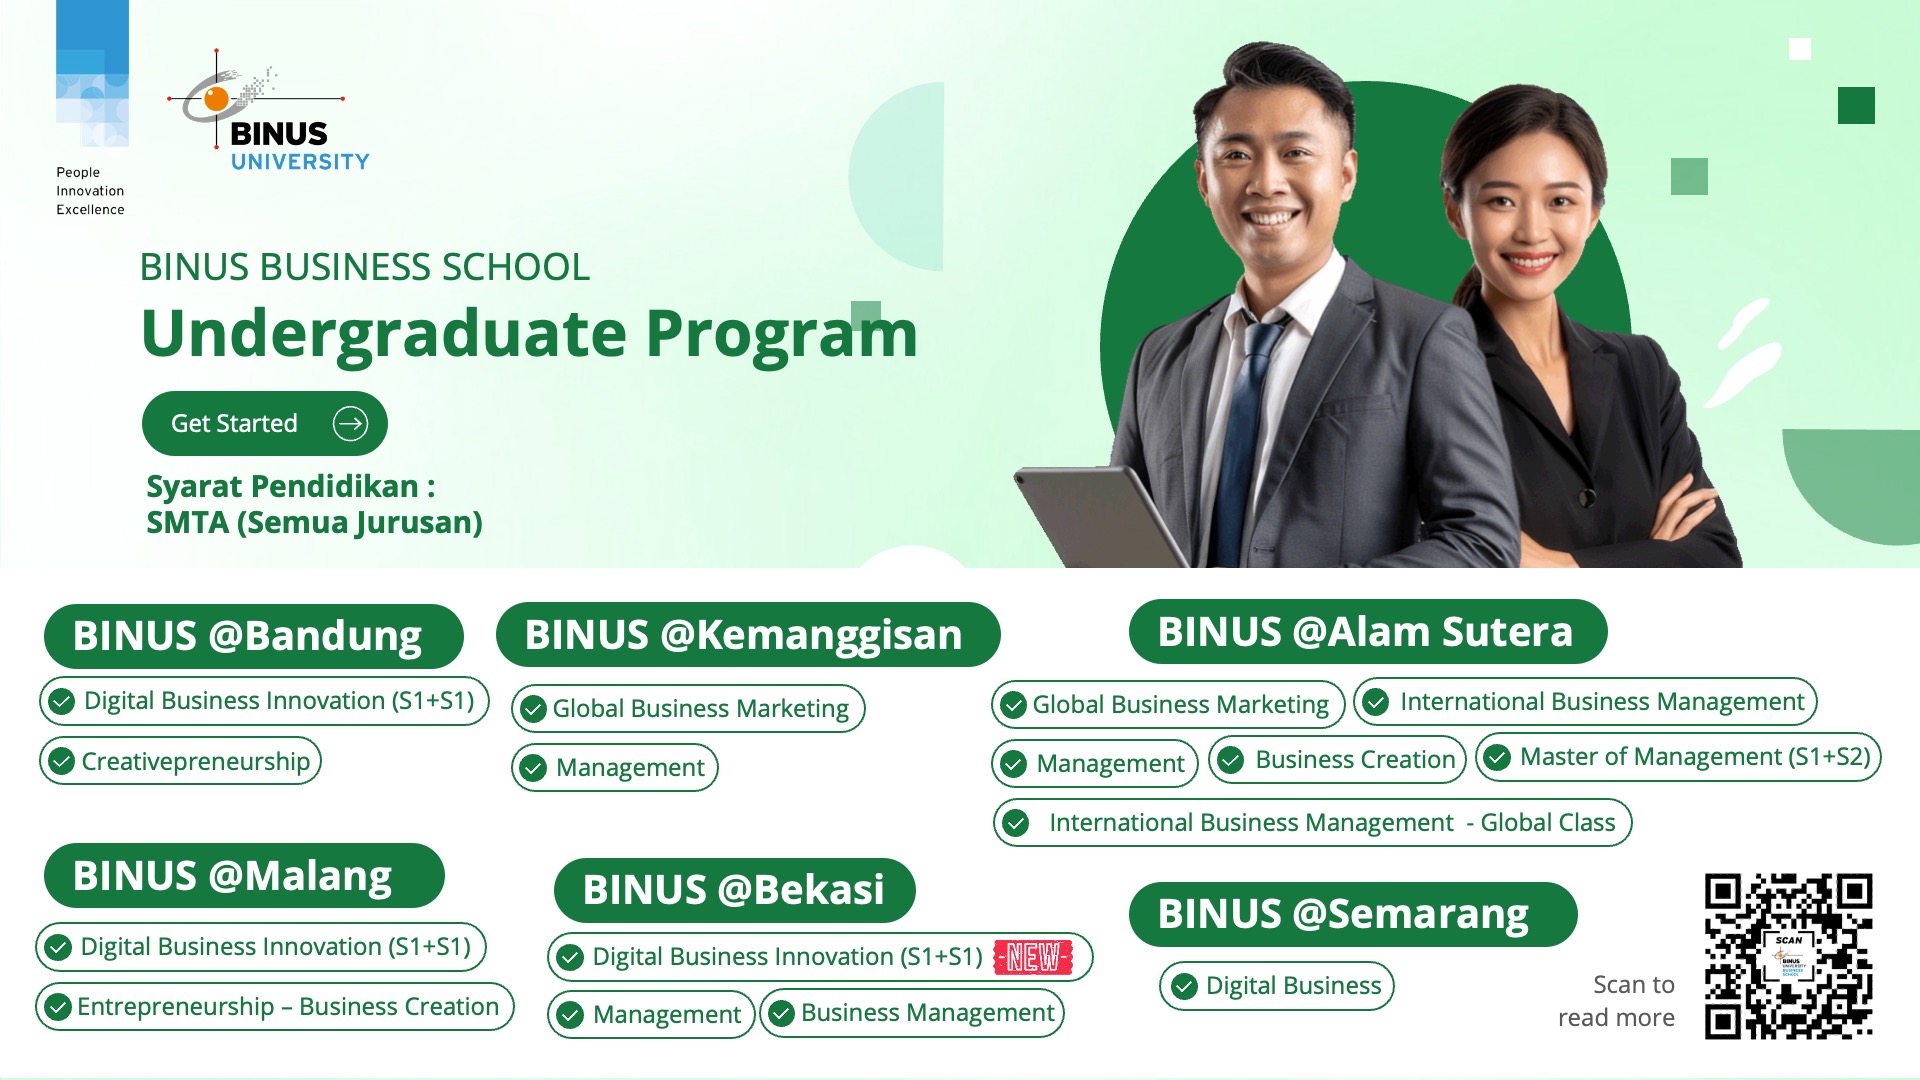 People
Innovation
Excellence
BINUS
UNIVERSITY
BINUS BUSINESS SCHOOL
Undergraduate Program
Get Started
Syarat Pendidikan :
SMTA (Semua Jurusan)
BINUS @Bandung
Digital Business Innovation (S1+S1)
Creativepreneurship
BINUS @Kemanggisan
Global Business Marketing
Management
BINUS @Alam Sutera
Global Business Marketing
International Business Management
Management
Business Creation
Master of Management (S1+S2)
International Business Management - Global Class
BINUS @Malang
Digital Business Innovation (S1+S1)
Entrepreneurship – Business Creation
BINUS @Bekasi
Digital Business Innovation (S1+S1)
NEW
Management
Business Management
BINUS @Semarang
Digital Business
Scan to
read more
SCAN
BINUS
UNIVERSITY
BUSINESS
SCHOOL